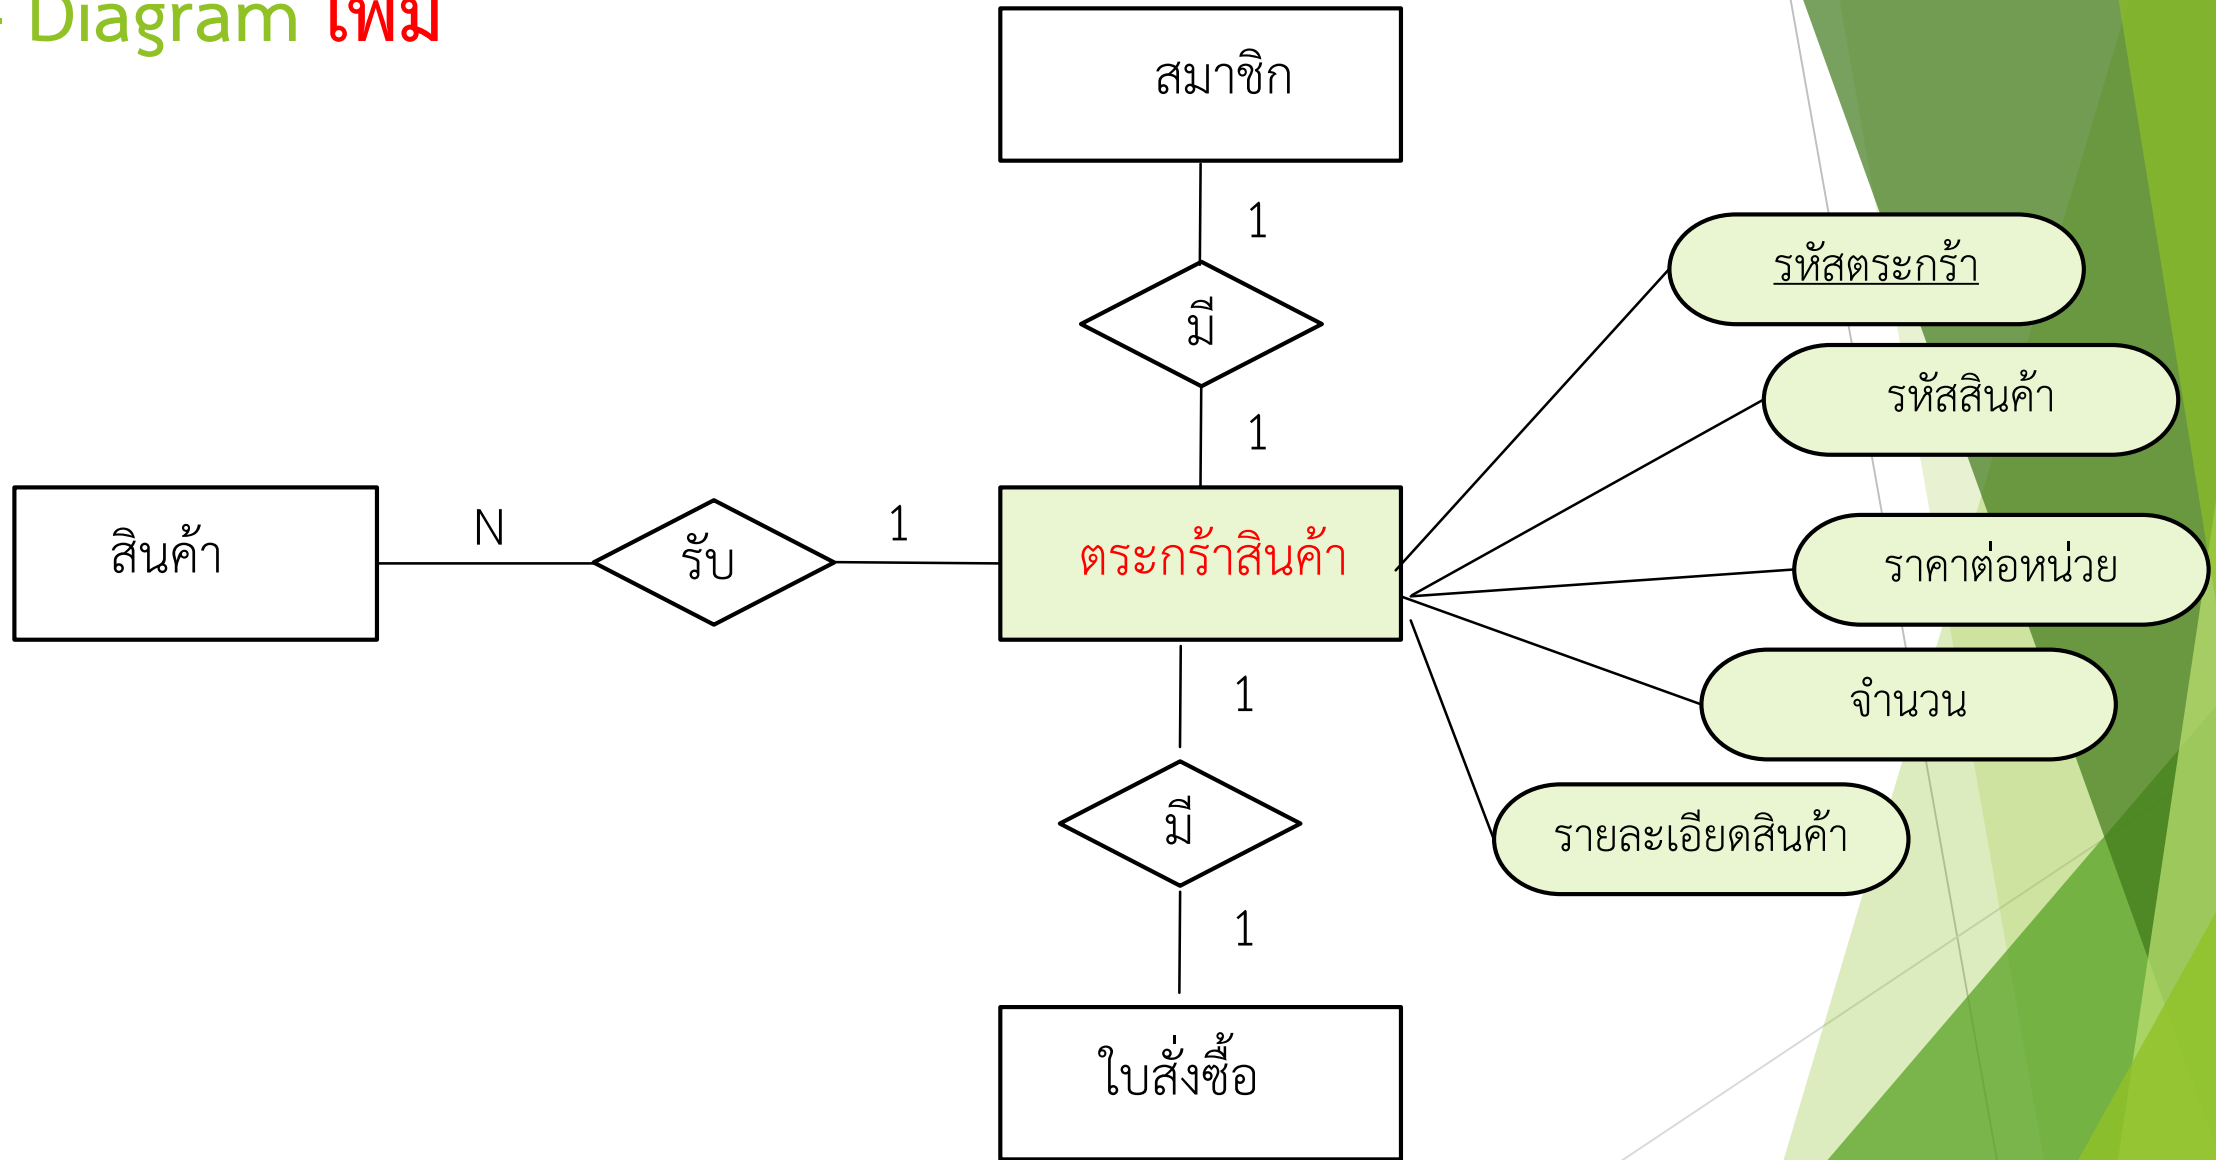 - Diagram เพิ่ม
สมาชิก
1
มี
1
รหัสตระกร้า
รหัสสินค้า
สินค้า
N
รับ
1
ตระกร้าสินค้า
ราคาต่อหน่วย
จำนวน
1
มี
รายละเอียดสินค้า
1
ใบสั่งซื้อ